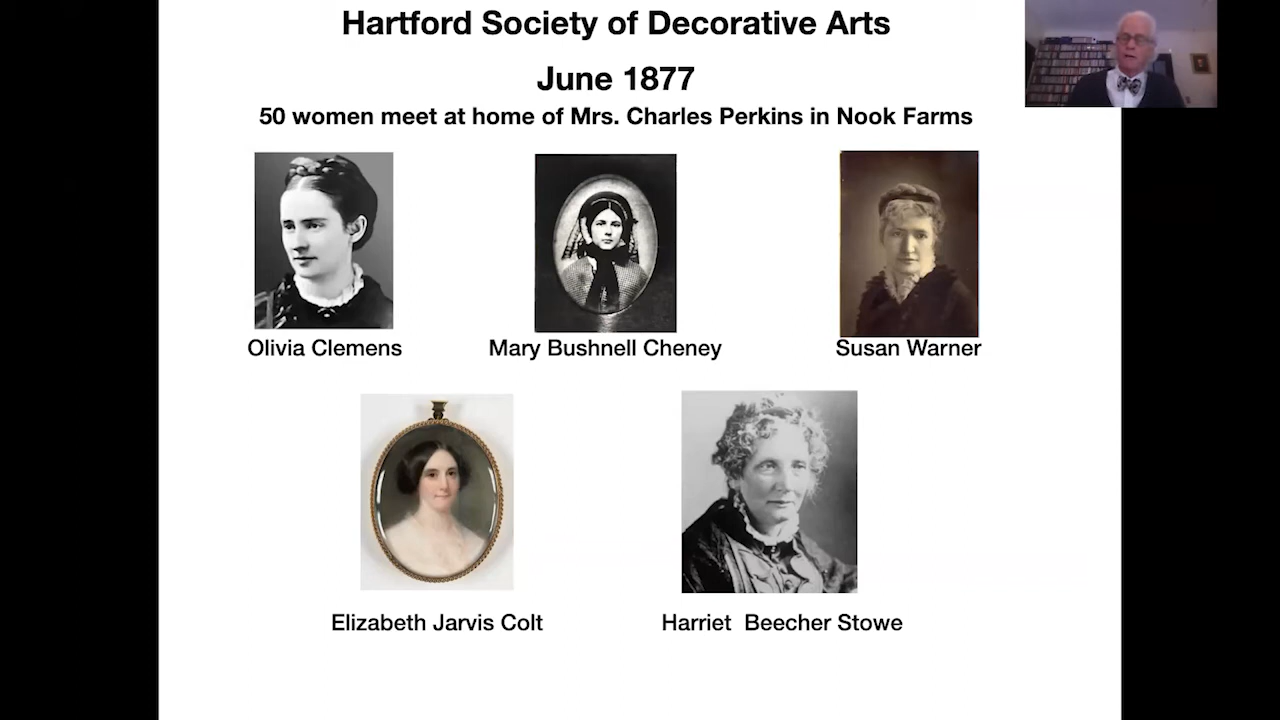 Hartford Society of Decorative Arts
June 1877
50 women meet at home of Mrs. Charles Perkins in Nook Farms
Olivia Clemens
Mary Bushnell Cheney
Susan Warner
Elizabeth Jarvis Colt
Harriet  Beecher Stowe